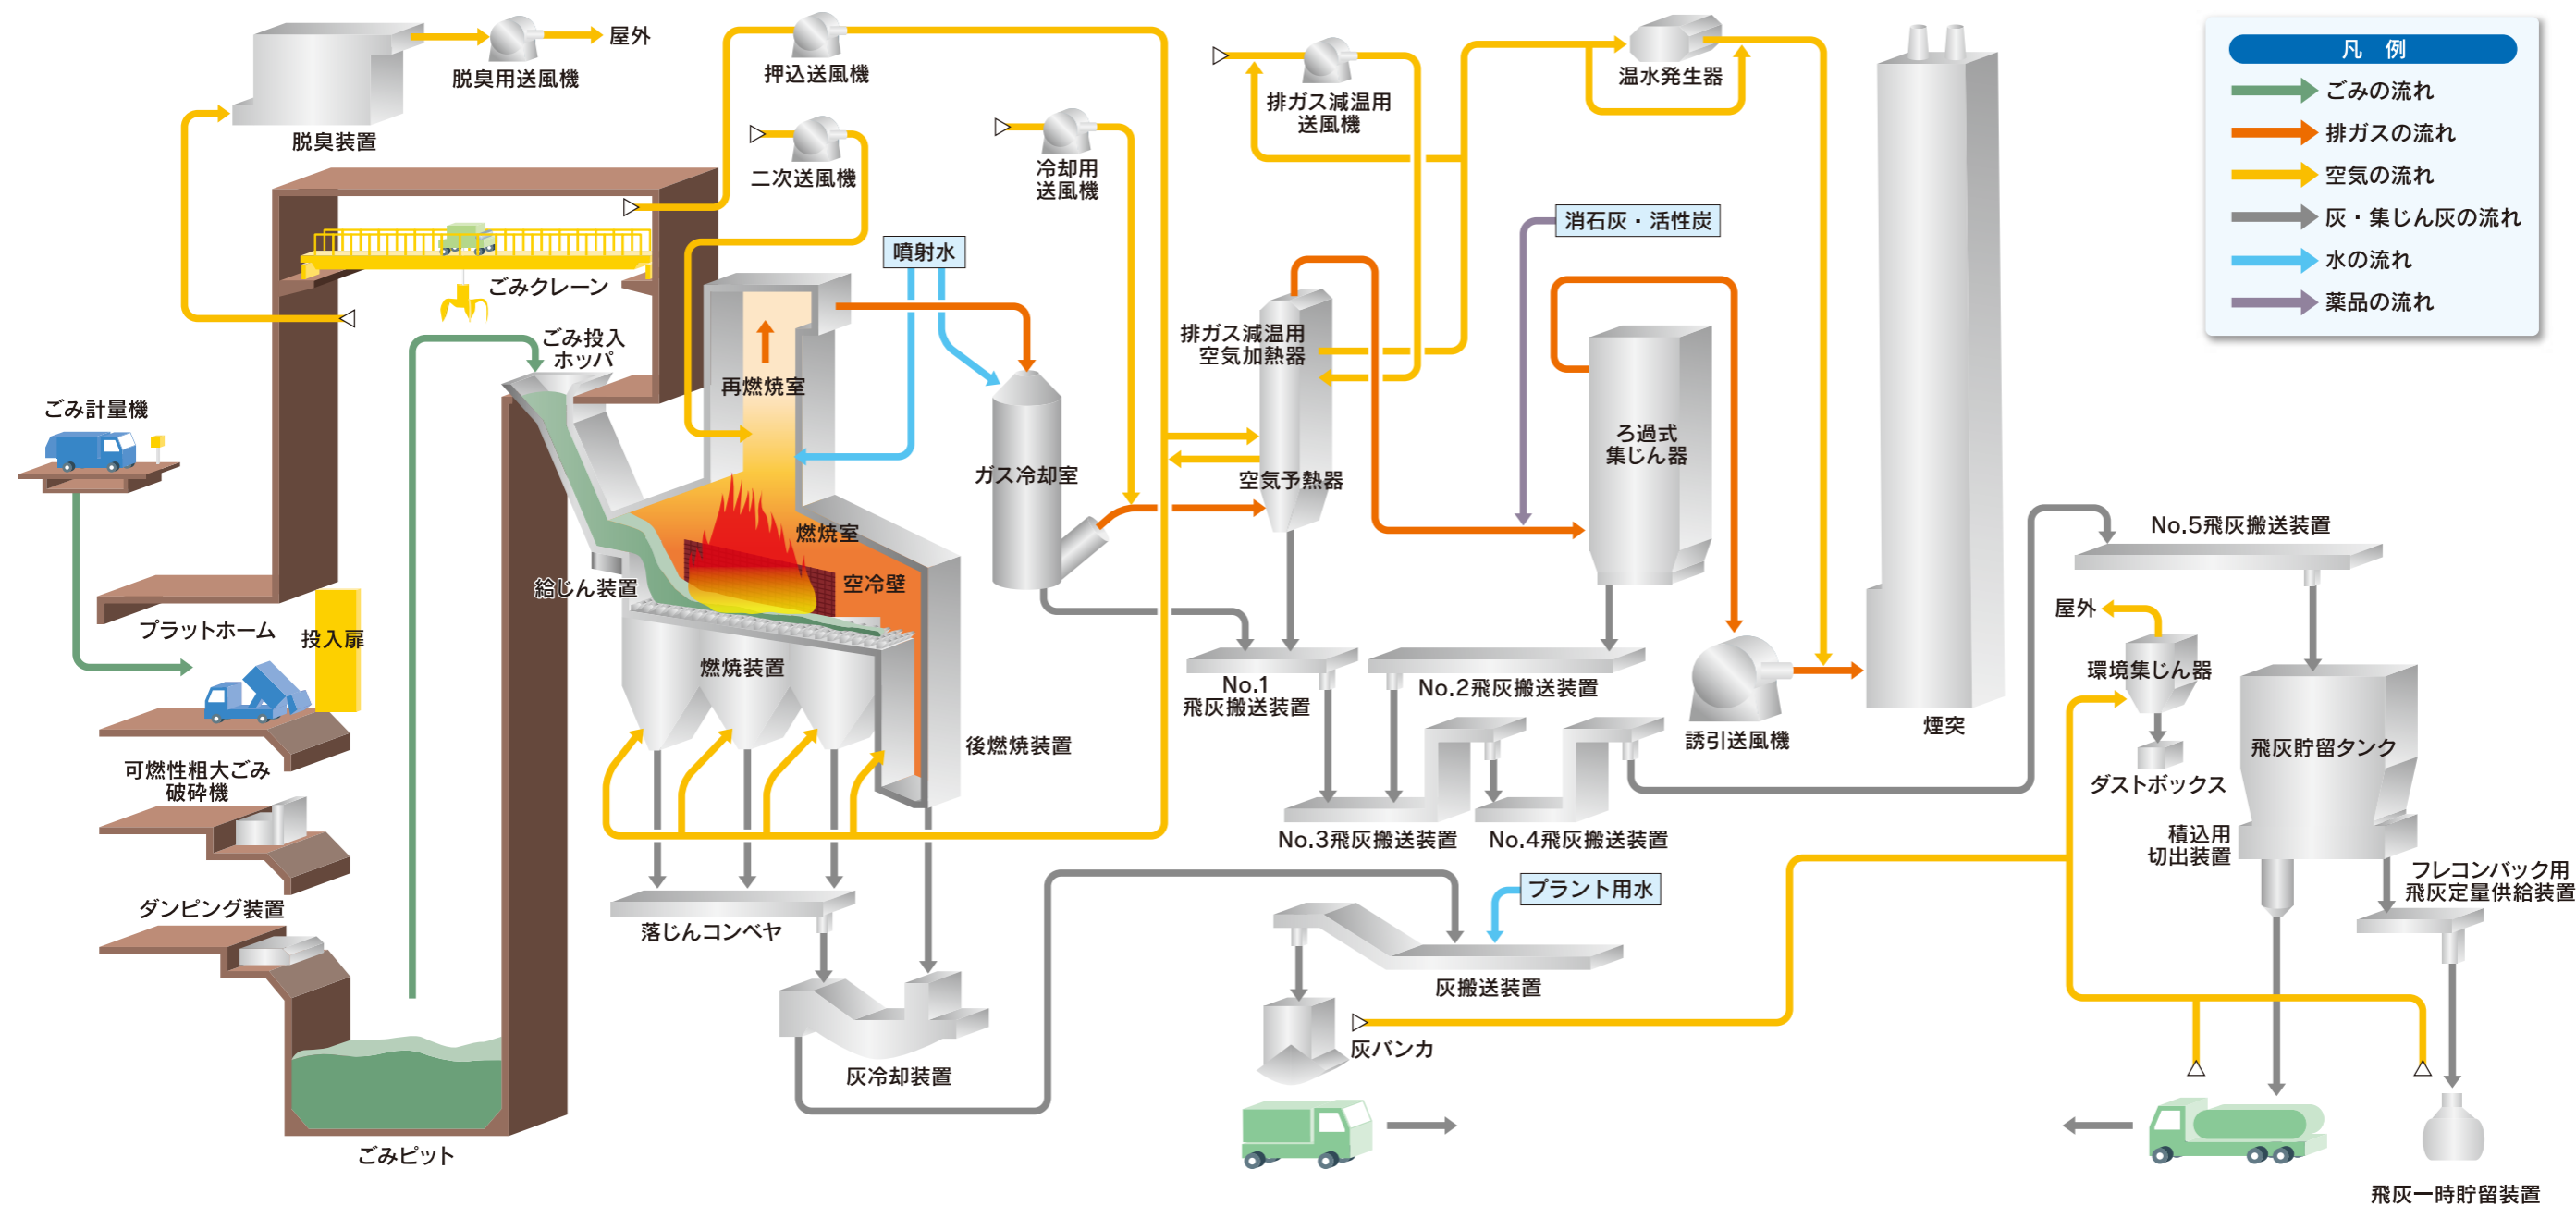 屋外
脱臭用送風機
脱臭装置
押込送風機
二次送風機
冷却用
送風機
排ガス減温用
送風機
温水発生器
凡 例
ごみの流れ
排ガスの流れ
空気の流れ
灰・集じん灰の流れ
水の流れ
薬品の流れ
消石灰・活性炭
噴射水
ごみクレーン
ごみ投入
ホッパ
再燃焼室
排ガス減温用
空気加熱器
ごみ計量機
ガス冷却室
空気予熱器
ろ過式
集じん器
燃焼室
空冷壁
給じん装置
プラットホーム
投入扉
燃焼装置
後燃焼装置
No.1
飛灰搬送装置
No.2飛灰搬送装置
誘引送風機
煙突
No.5飛灰搬送装置
屋外
環境集じん器
ダストボックス
飛灰貯留タンク
可燃性粗大ごみ
破砕機
No.3飛灰搬送装置
No.4飛灰搬送装置
積込用
切出装置
フレコンバック用
飛灰定量供給装置
ダンピング装置
落じんコンベヤ
プラント用水
灰搬送装置
灰バンカ
灰冷却装置
ごみピット
飛灰一時貯留装置